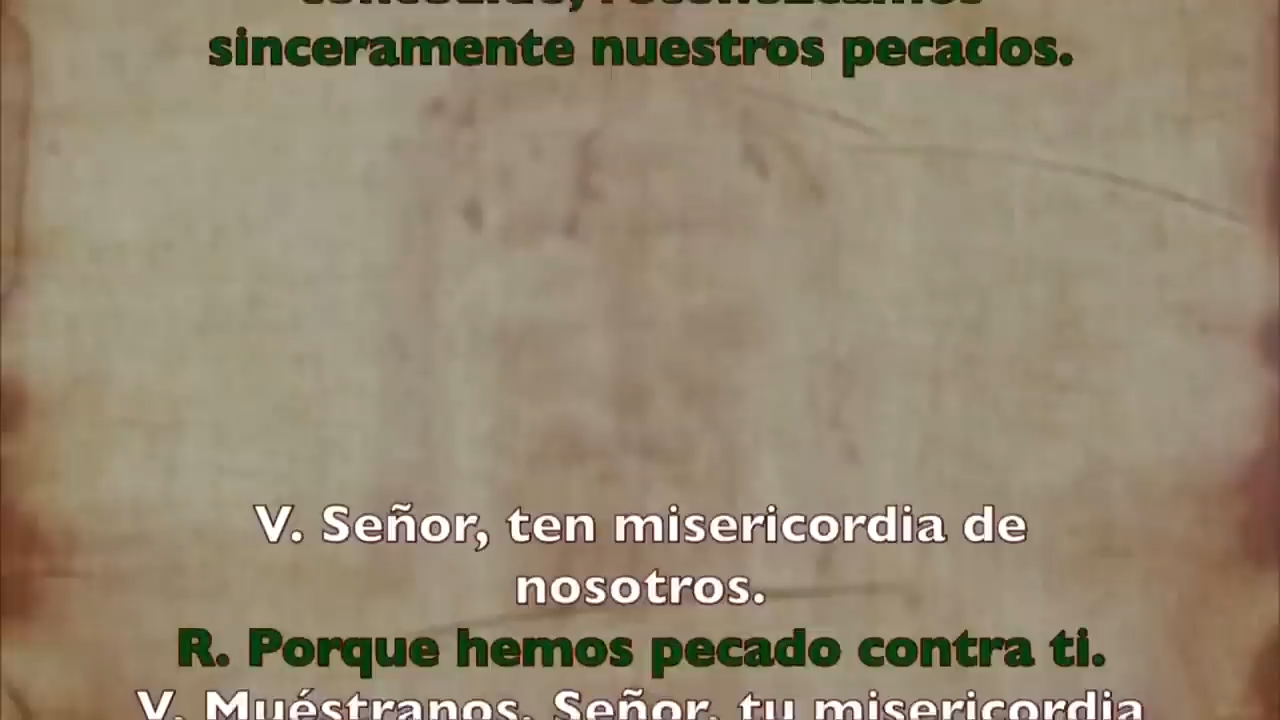 sinceramente nuestros pecados.
V. Señor, ten misericordia de
nosotros.
R. Porque hemos pecado contra ti.
V. Muéstranos, Señor, tu misericordia